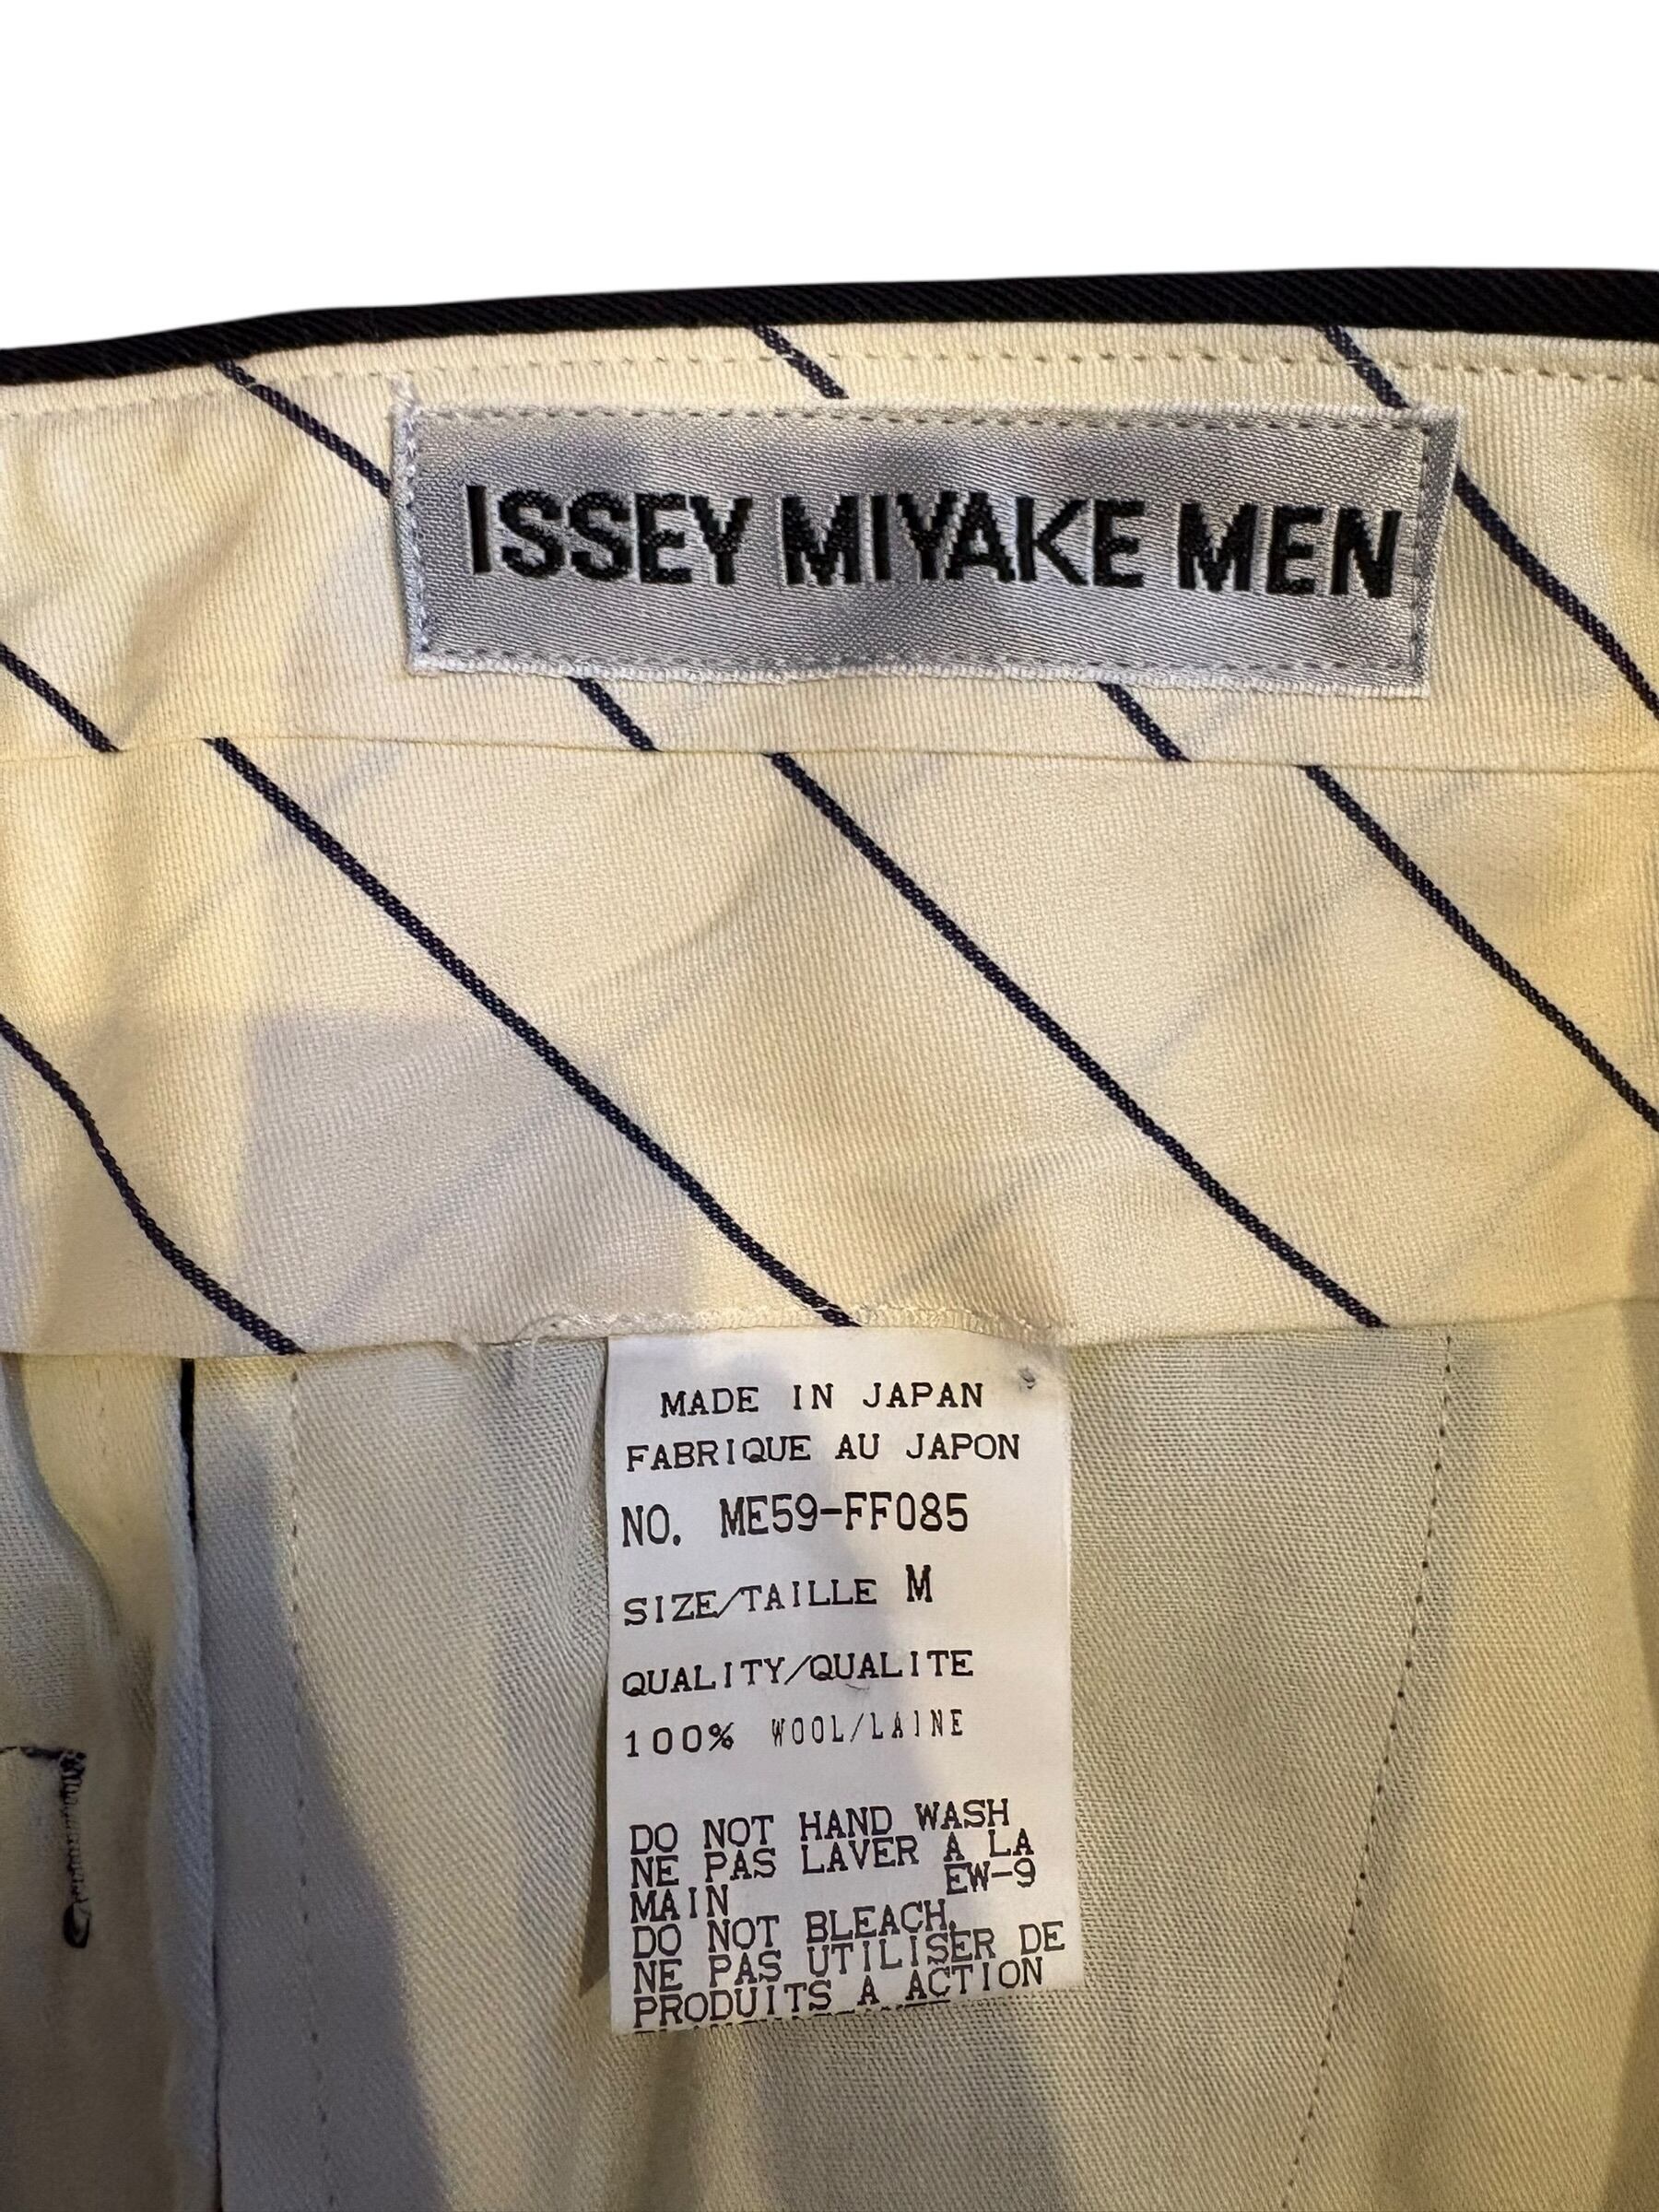 ISSEY MIYAKE MEN
MADE IN JAPAN
FABRIQUE AU JAPON
NO. ME59-FF085
SIZE/TAILLE M
QUALITY/QUALITE
100% WOOL/LAINE
DO NOT HAND WASH
NE PAS LAVER A LA
MAIN EW-9
DO NOT BLEACH.
NE PAS UTILISER DE
PRODUITS A ACTION